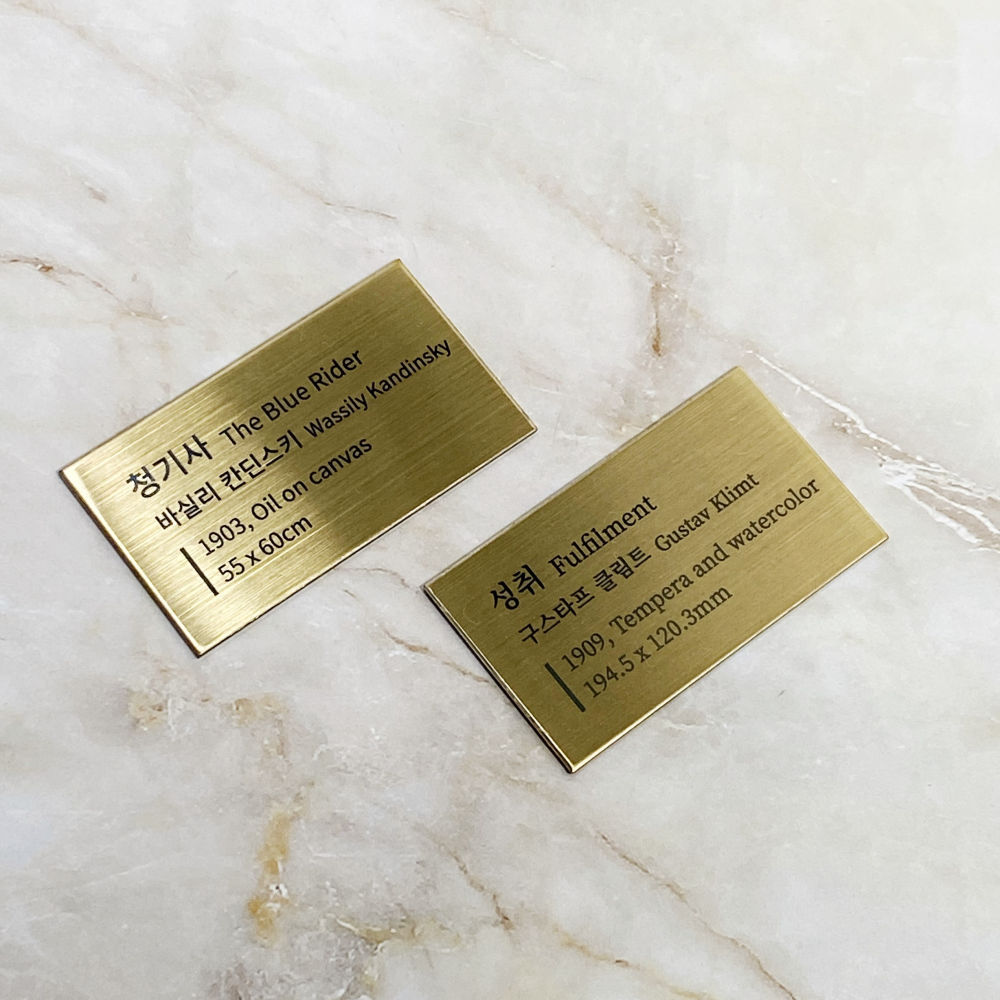 청기사 The Blue Rider
바실리 칸딘스키 Wassily Kandinsky
1903, Oil on canvas
55 x 60cm
성취 Fulfilment
구스타프 클림트 Gustav Klimt
1909, Tempera and watercolor
194.5 x 120.3mm